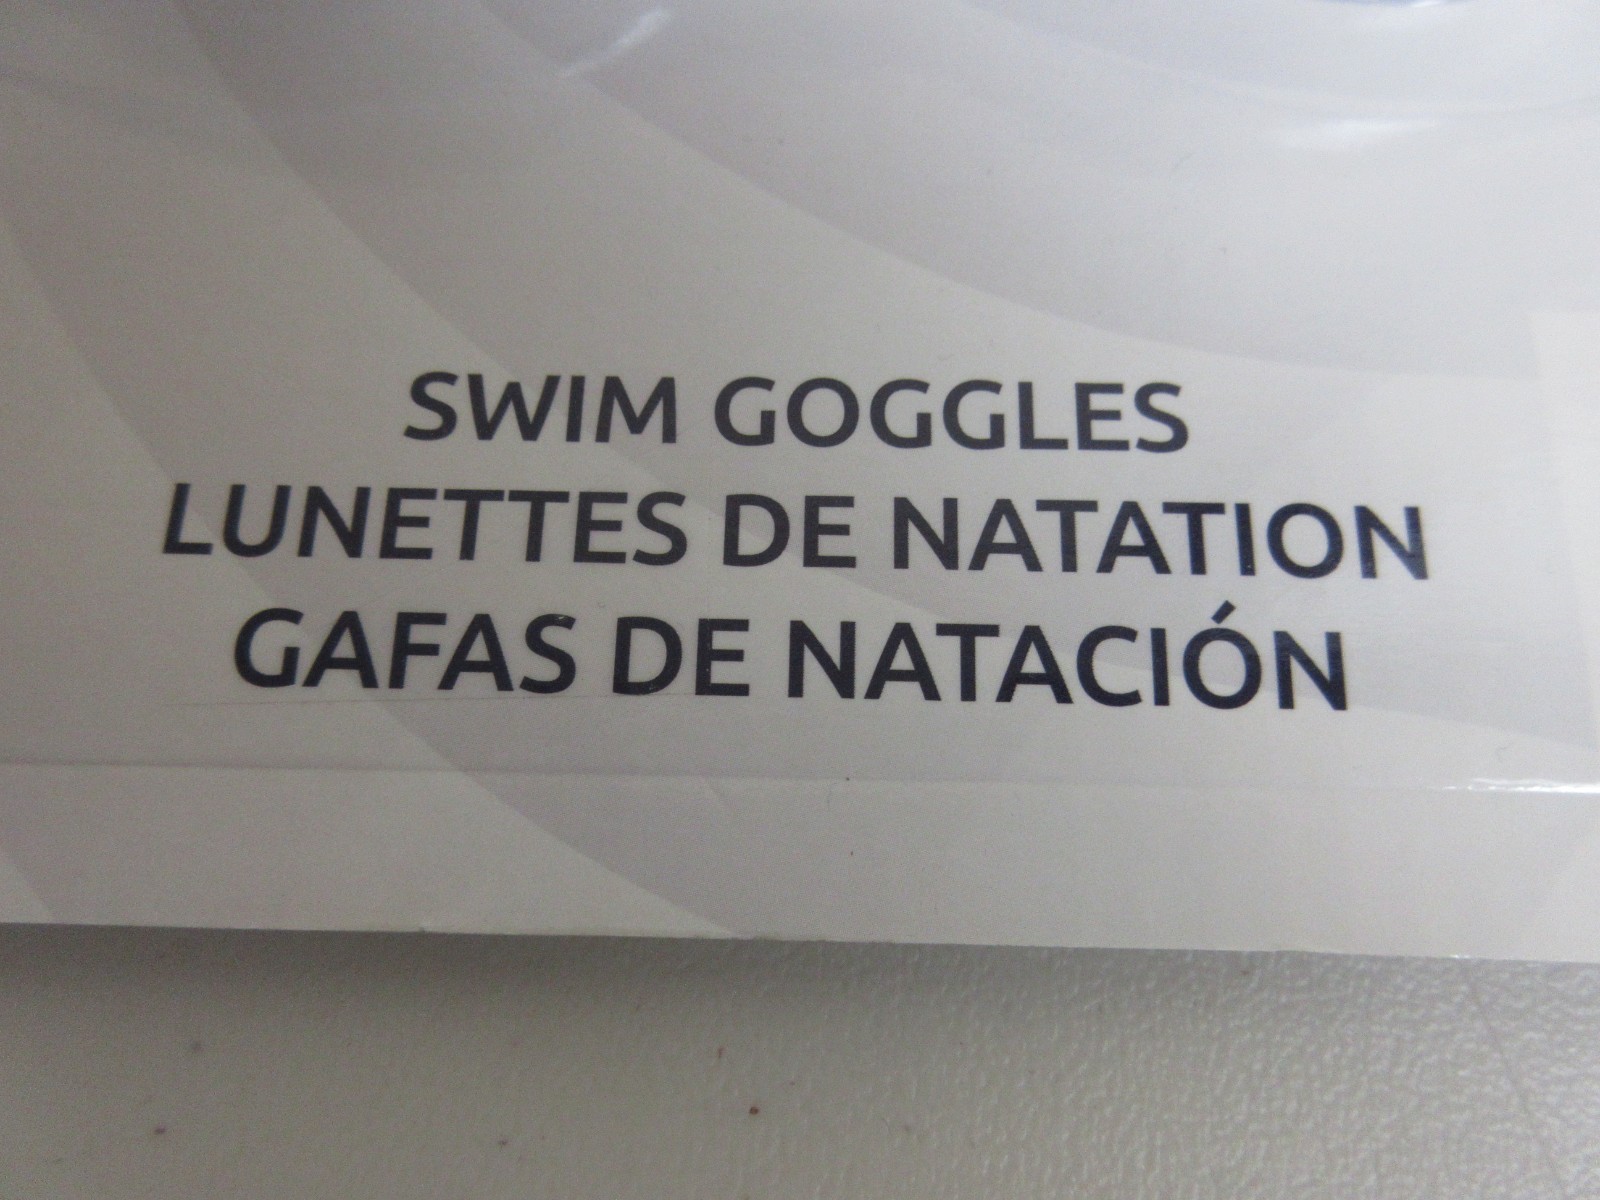 SWIM GOGGLES
LUNETTES DE NATATION
GAFAS DE NATACIÓN